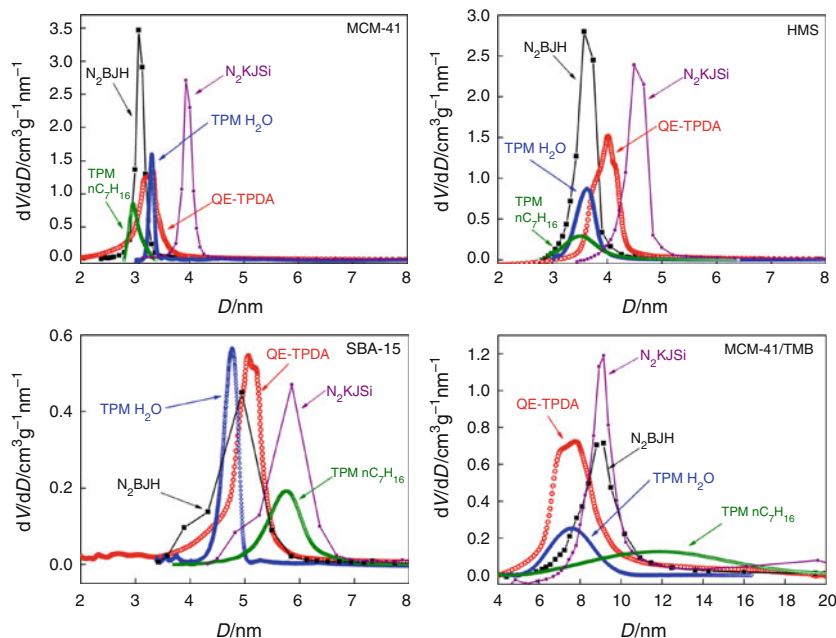 MCM-41
dV/dD/cm³g⁻¹nm⁻¹
3.5
3.0
2.5
2.0
1.5
1.0
0.5
0.0
N₂BJH
N₂KJSi
TPM H₂O
TPM
nC₇H₁₆
QE-TPDA
2 3 4 5 6 7 8
D/nm
HMS
dV/dD/cm³g⁻¹nm⁻¹
3.0
2.5
2.0
1.5
1.0
0.5
0.0
N₂BJH
N₂KJSi
QE-TPDA
TPM H₂O
TPM
nC₇H₁₆
2 3 4 5 6 7 8
D/nm
SBA-15
dV/dD/cm³g⁻¹nm⁻¹
0.6
0.4
0.2
0.0
QE-TPDA
N₂KJSi
TPM H₂O
N₂BJH
TPM nC₇H₁₆
2 3 4 5 6 7 8
D/nm
MCM-41/TMB
dV/dD/cm³g⁻¹nm⁻¹
1.2
1.0
0.8
0.6
0.4
0.2
0.0
N₂KJSi
QE-TPDA
N₂BJH
TPM H₂O
TPM nC₇H₁₆
4 6 8 10 12 14 16 20
D/nm